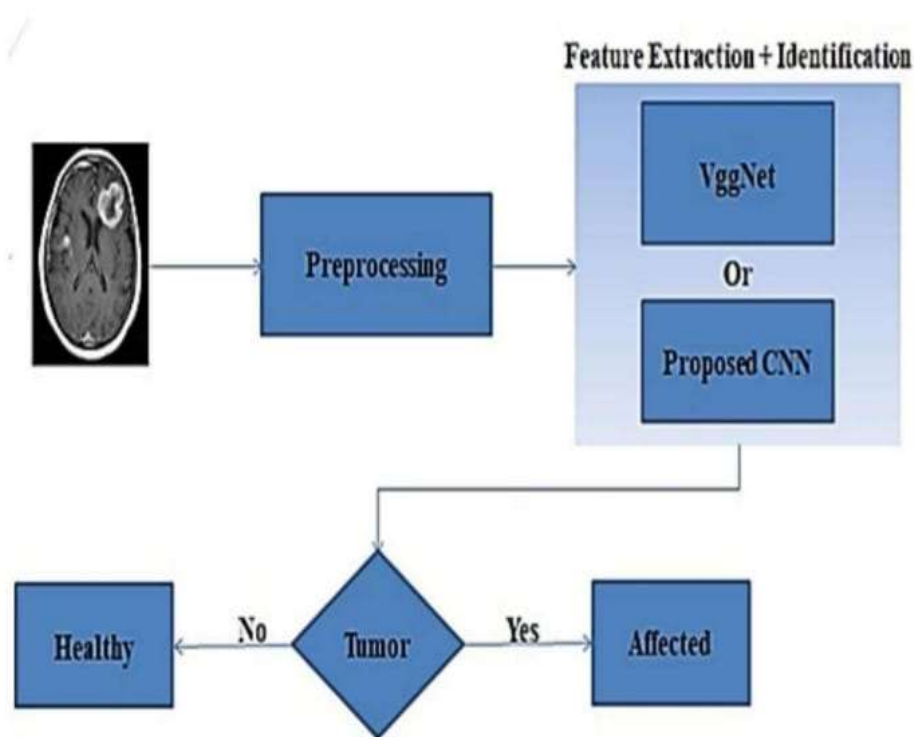 Feature Extraction + Identification
VggNet
Preprocessing
Or
Proposed CNN
Healthy
No
Tumor
Yes
Affected